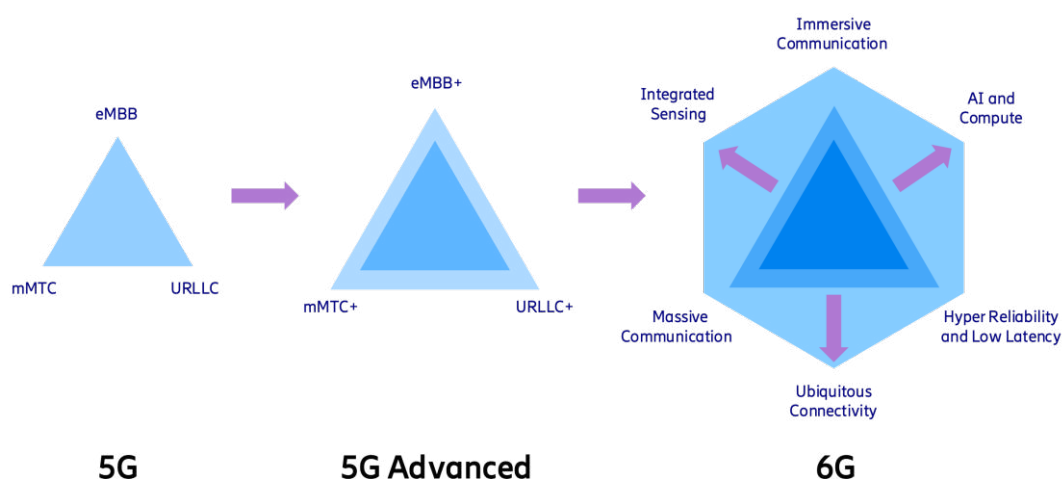 eMBB
mMTC
URLLC
5G
eMBB+
mMTC+
URLLC+
5G Advanced
Immersive
Communication
Integrated
Sensing
AI and
Compute
Massive
Communication
Hyper Reliability
and Low Latency
Ubiquitous
Connectivity
6G